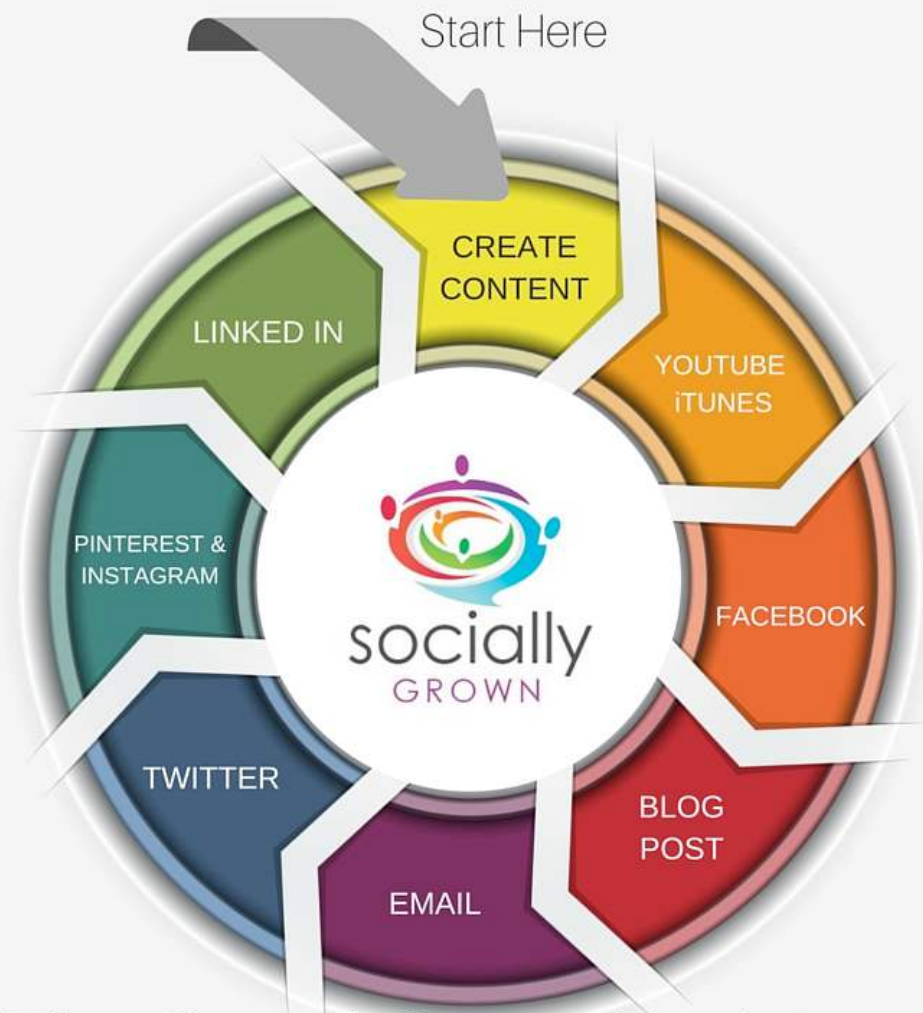 Start Here
CREATE
CONTENT
YOUTUBE
iTUNES
FACEBOOK
BLOG
POST
EMAIL
TWITTER
PINTEREST &
INSTAGRAM
LINKED IN
socially
GROWN